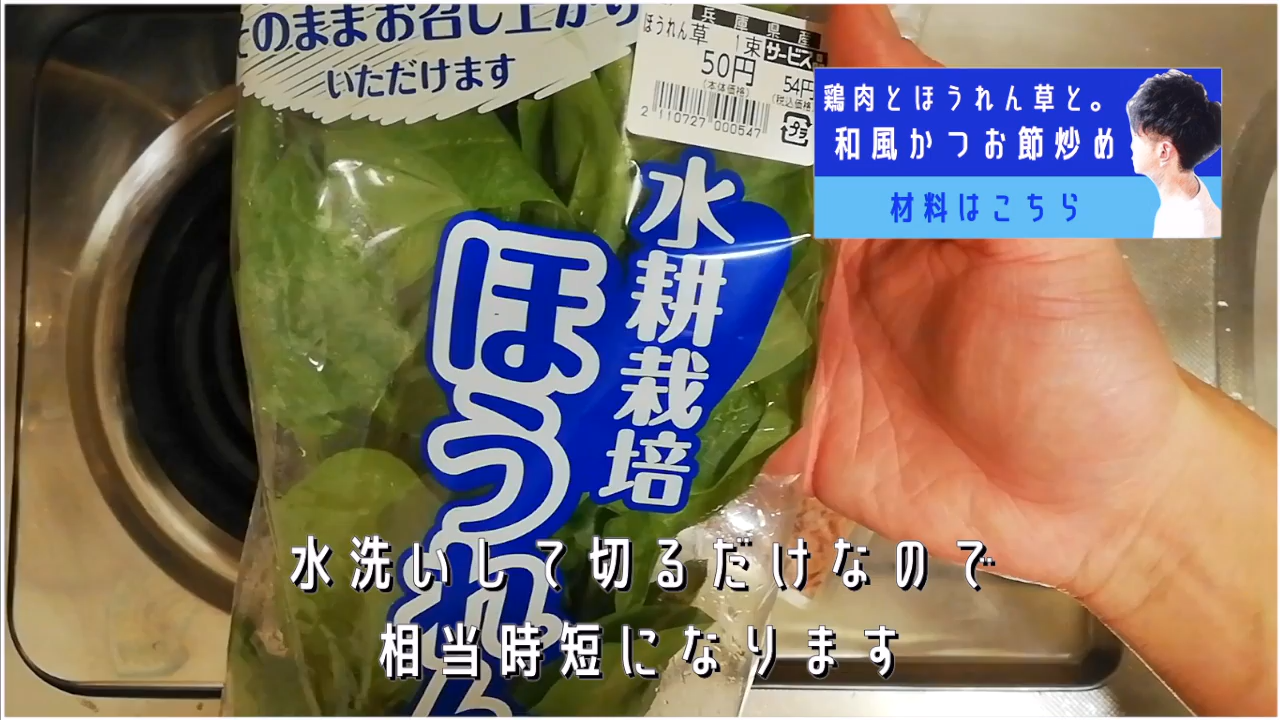 そのままお召し上がり
いただけます
兵庫県産
ほうれん草 1束
サービス
50円
(本体価格)
54円
(税込価格)
2 110727 000547
プラ
水耕栽培
ほうれん
鶏肉とほうれん草と。
和風かつお節炒め
材料はこちら
水洗いして切るだけなので
相当時短になります